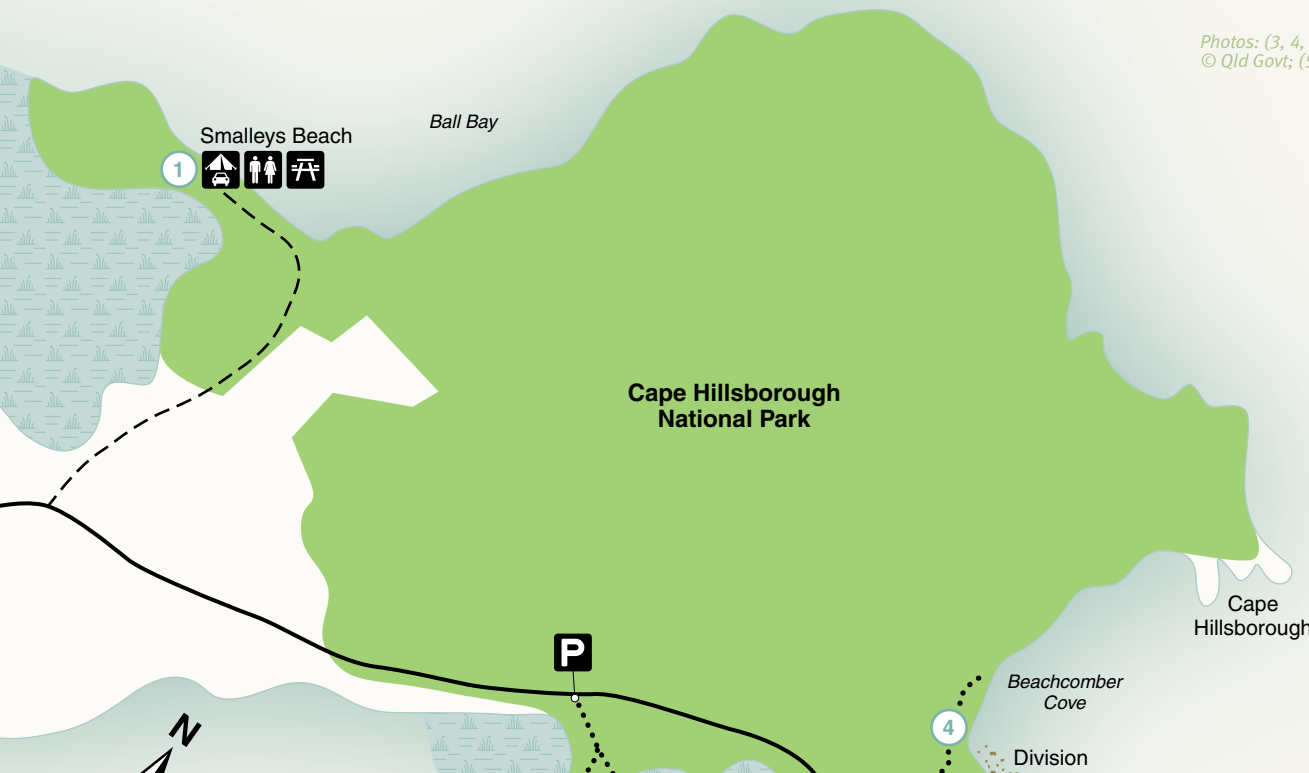 Photos: (3, 4,
© Qld Govt; (5
Ball Bay
Smalleys Beach
1
Cape Hillsborough
National Park
Cape
Hillsborough
P
Beachcomber
Cove
N
4
Division